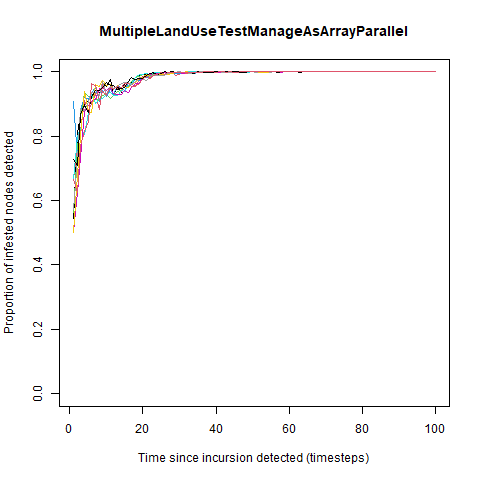 MultipleLandUseTestManageAsArrayParallel
Proportion of infested nodes detected
1.0
0.8
0.6
0.4
0.2
0.0
0 20 40 60 80 100
Time since incursion detected (timesteps)